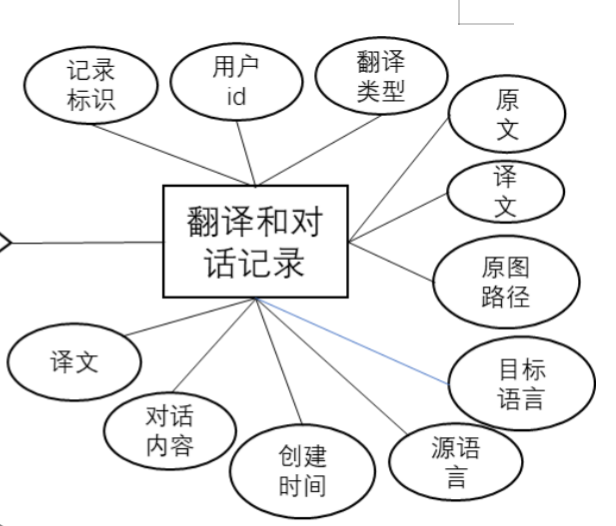 记录
标识
用户
id
翻译
类型
原
文
译
文
翻译和对
话记录
原图
路径
译文
目标
语言
对话
内容
创建
时间
源语
言